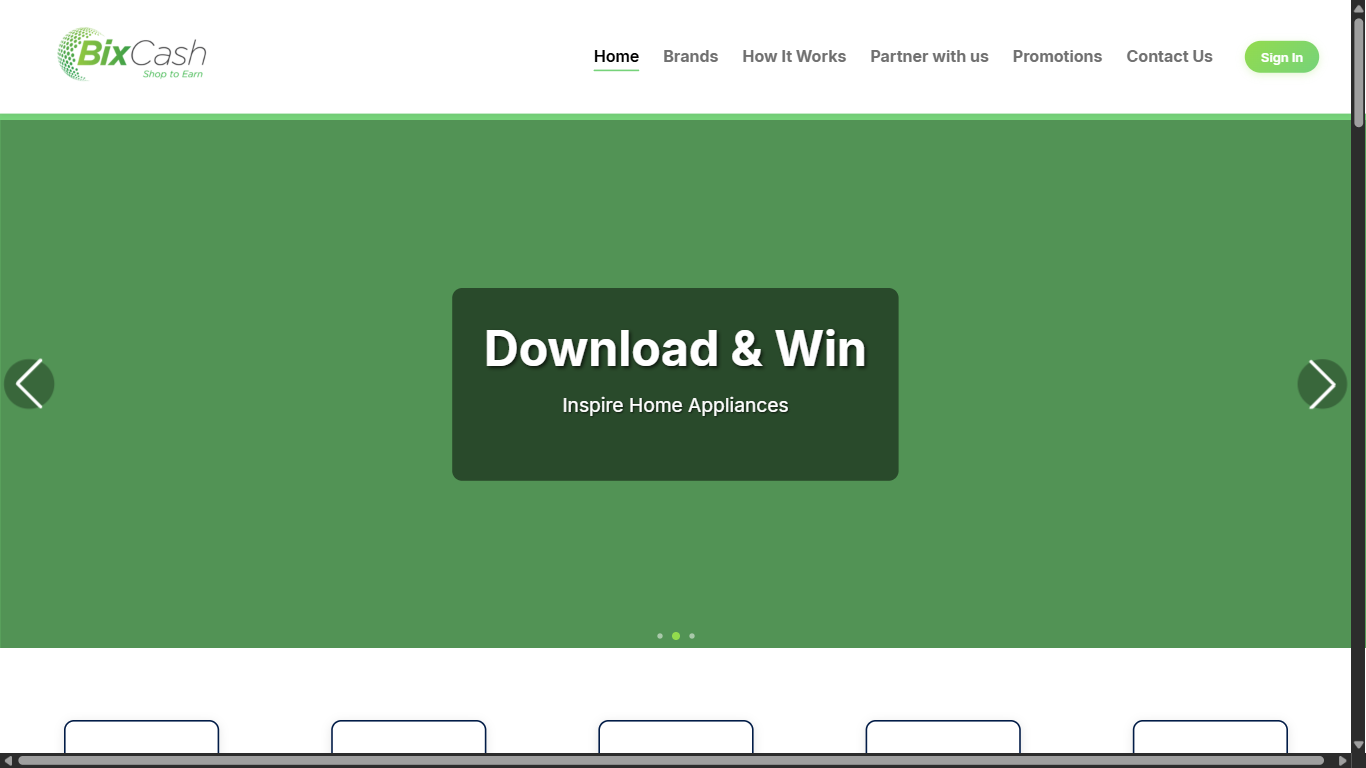 BixCash
Shop to Earn
Home Brands How It Works Partner with us Promotions Contact Us Sign In
Download & Win
Inspire Home Appliances